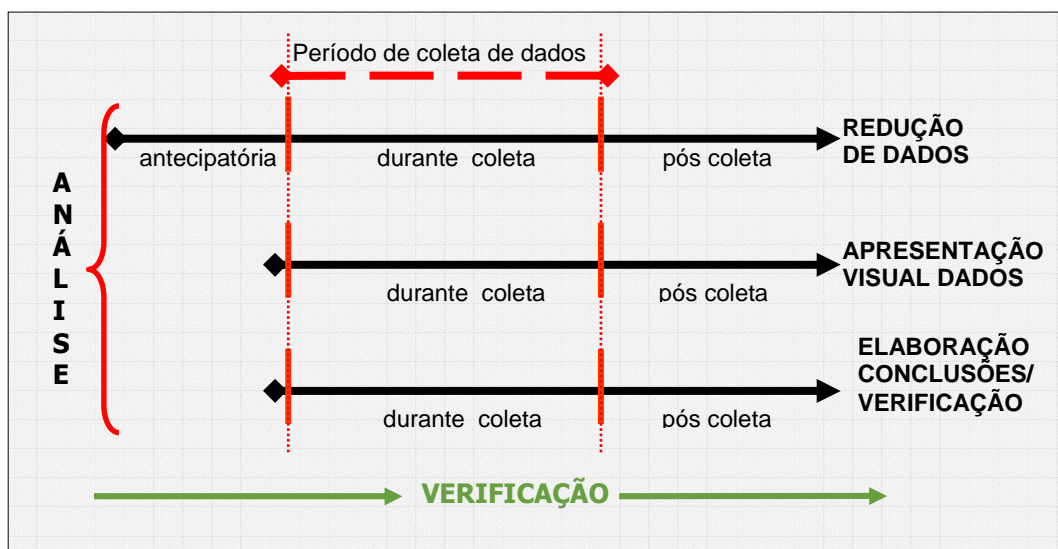 Período de coleta de dados
ANÁLISE
antecipatória
durante coleta
pós coleta
REDUÇÃO
DE DADOS
durante coleta
pós coleta
APRESENTAÇÃO
VISUAL DADOS
durante coleta
pós coleta
ELABORAÇÃO
CONCLUSÕES/
VERIFICAÇÃO
VERIFICAÇÃO